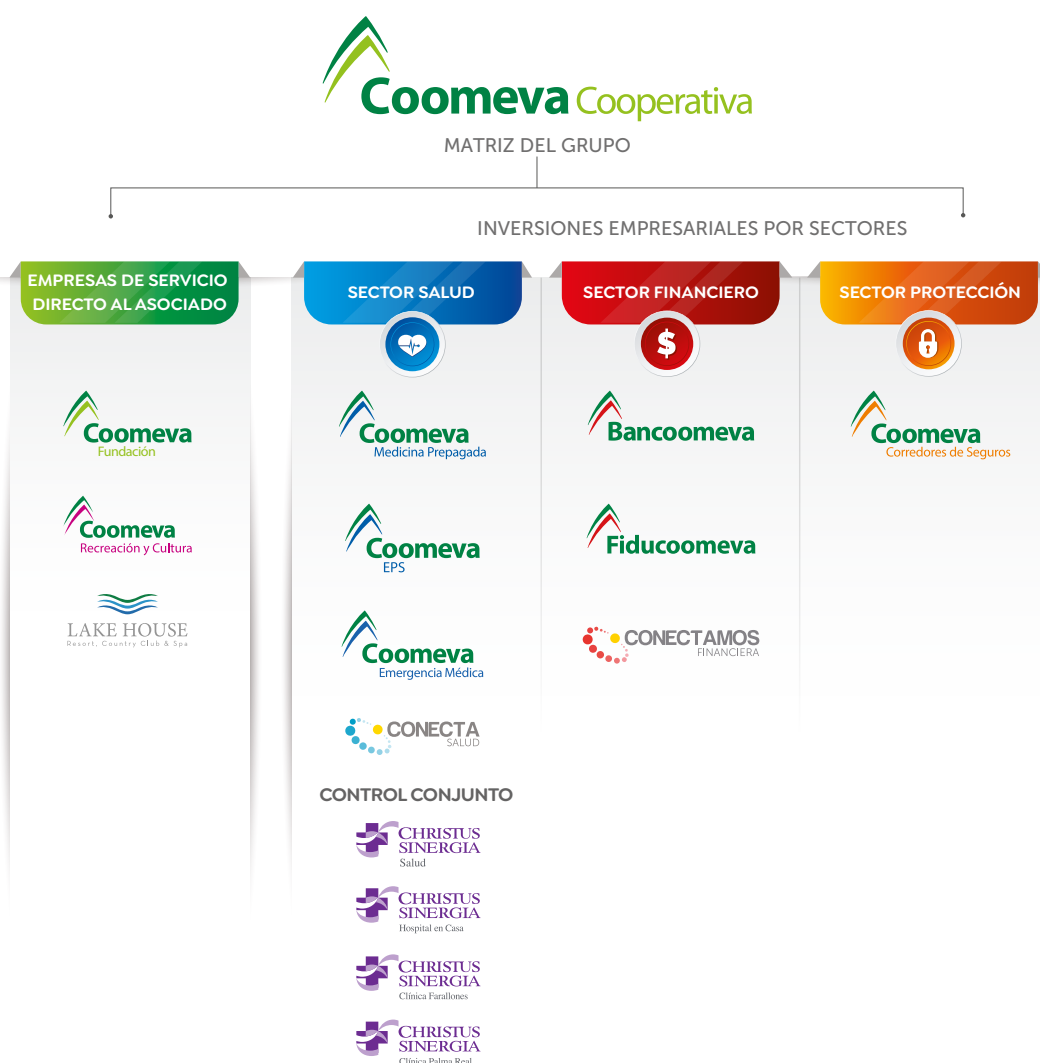 Coomeva Cooperativa
MATRIZ DEL GRUPO
INVERSIONES EMPRESARIALES POR SECTORES
EMPRESAS DE SERVICIO
DIRECTO AL ASOCIADO
Coomeva
Fundación
Coomeva
Recreación y Cultura
LAKE HOUSE
Resort, Country Club & Spa
SECTOR SALUD
Coomeva
Medicina Prepagada
Coomeva
EPS
Coomeva
Emergencia Médica
CONECTA
SALUD
CONTROL CONJUNTO
CHRISTUS
SINERGIA
Salud
CHRISTUS
SINERGIA
Hospital en Casa
CHRISTUS
SINERGIA
Clínica Farallones
CHRISTUS
SINERGIA
Clínica Palma Real
SECTOR FINANCIERO
$
Bancoomeva
Fiducoomeva
CONECTAMOS
FINANCIERA
SECTOR PROTECCIÓN
Coomeva
Corredores de Seguros